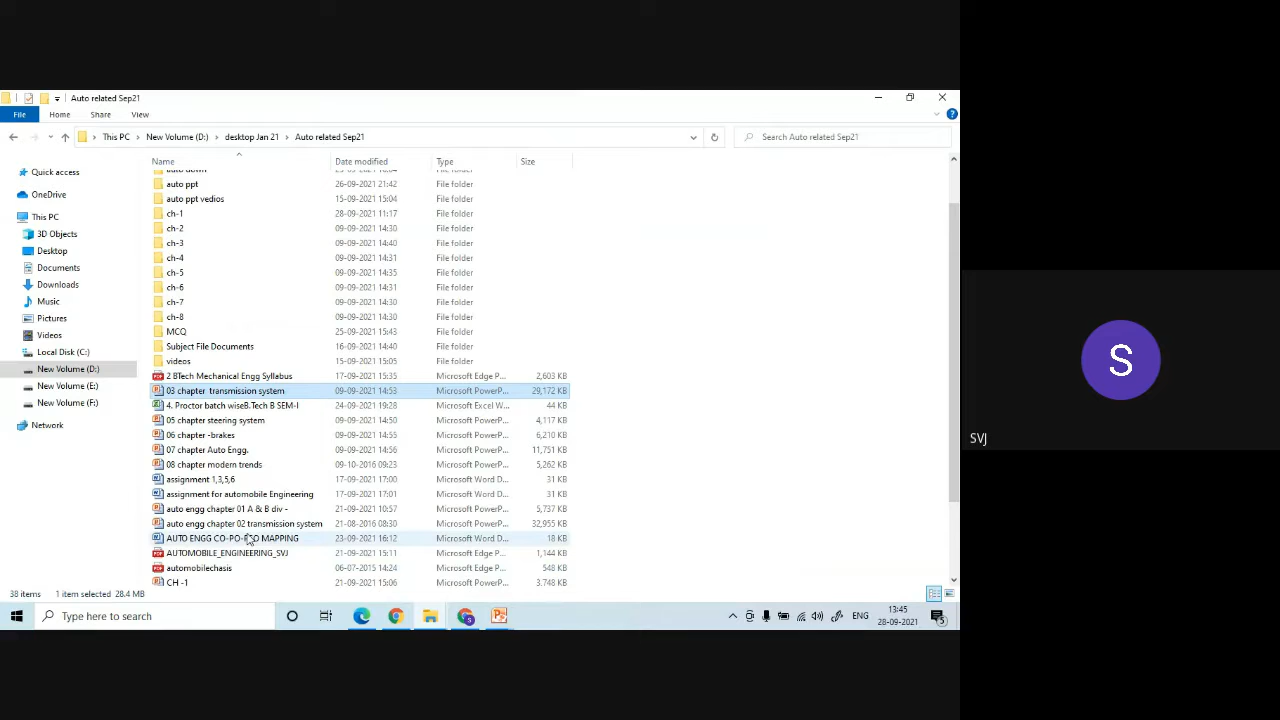 Auto related Sep21
File Home Share View
This PC New Volume (D:) desktop Jan 21 Auto related Sep21 Search Auto related Sep21
Name Date modified Type Size
Quick access
OneDrive
This PC
3D Objects
Desktop
Documents
Downloads
Music
Pictures
Videos
Local Disk (C:)
New Volume (D:)
New Volume (E:)
New Volume (F:)
Network
auto ppt 26-09-2021 21:42 File folder
auto ppt vedios 15-09-2021 15:04 File folder
ch-1 28-09-2021 11:17 File folder
ch-2 09-09-2021 14:30 File folder
ch-3 09-09-2021 14:40 File folder
ch-4 09-09-2021 14:31 File folder
ch-5 09-09-2021 14:35 File folder
ch-6 09-09-2021 14:31 File folder
ch-7 09-09-2021 14:30 File folder
ch-8 09-09-2021 14:30 File folder
MCQ 25-09-2021 15:43 File folder
Subject File Documents 16-09-2021 14:40 File folder
videos 15-09-2021 15:05 File folder
2 BTech Mechanical Engg Syllabus 17-09-2021 15:35 Microsoft Edge P... 2,603 KB
03 chapter transmission system 09-09-2021 14:53 Microsoft PowerP... 29,172 KB
4. Proctor batch wiseB.Tech B SEM-I 24-09-2021 19:28 Microsoft Excel W... 44 KB
05 chapter steering system 09-09-2021 14:50 Microsoft PowerP... 4,117 KB
06 chapter -brakes 09-09-2021 14:55 Microsoft PowerP... 6,210 KB
07 chapter Auto Engg. 09-09-2021 14:56 Microsoft PowerP... 11,751 KB
08 chapter modern trends 09-10-2016 09:23 Microsoft PowerP... 5,262 KB
assignment 1,3,5,6 17-09-2021 17:00 Microsoft Word D... 31 KB
assignment for automobile Engineering 17-09-2021 17:01 Microsoft Word D... 31 KB
auto engg chapter 01 A & B div - 21-09-2021 10:57 Microsoft PowerP... 5,737 KB
auto engg chapter 02 transmission system 21-08-2016 08:30 Microsoft PowerP... 32,955 KB
AUTO ENGG CO-PO-PSO MAPPING 23-09-2021 16:12 Microsoft Word D... 18 KB
AUTOMOBILE_ENGINEERING_SVJ 21-09-2021 15:11 Microsoft Edge P... 1,144 KB
automobilechasis 06-07-2015 14:24 Microsoft Edge P... 548 KB
CH -1 21-09-2021 15:06 Microsoft PowerP... 3,748 KB
38 items 1 item selected 28.4 MB
Type here to search
ENG
13:45
28-09-2021
5
S
SVJ